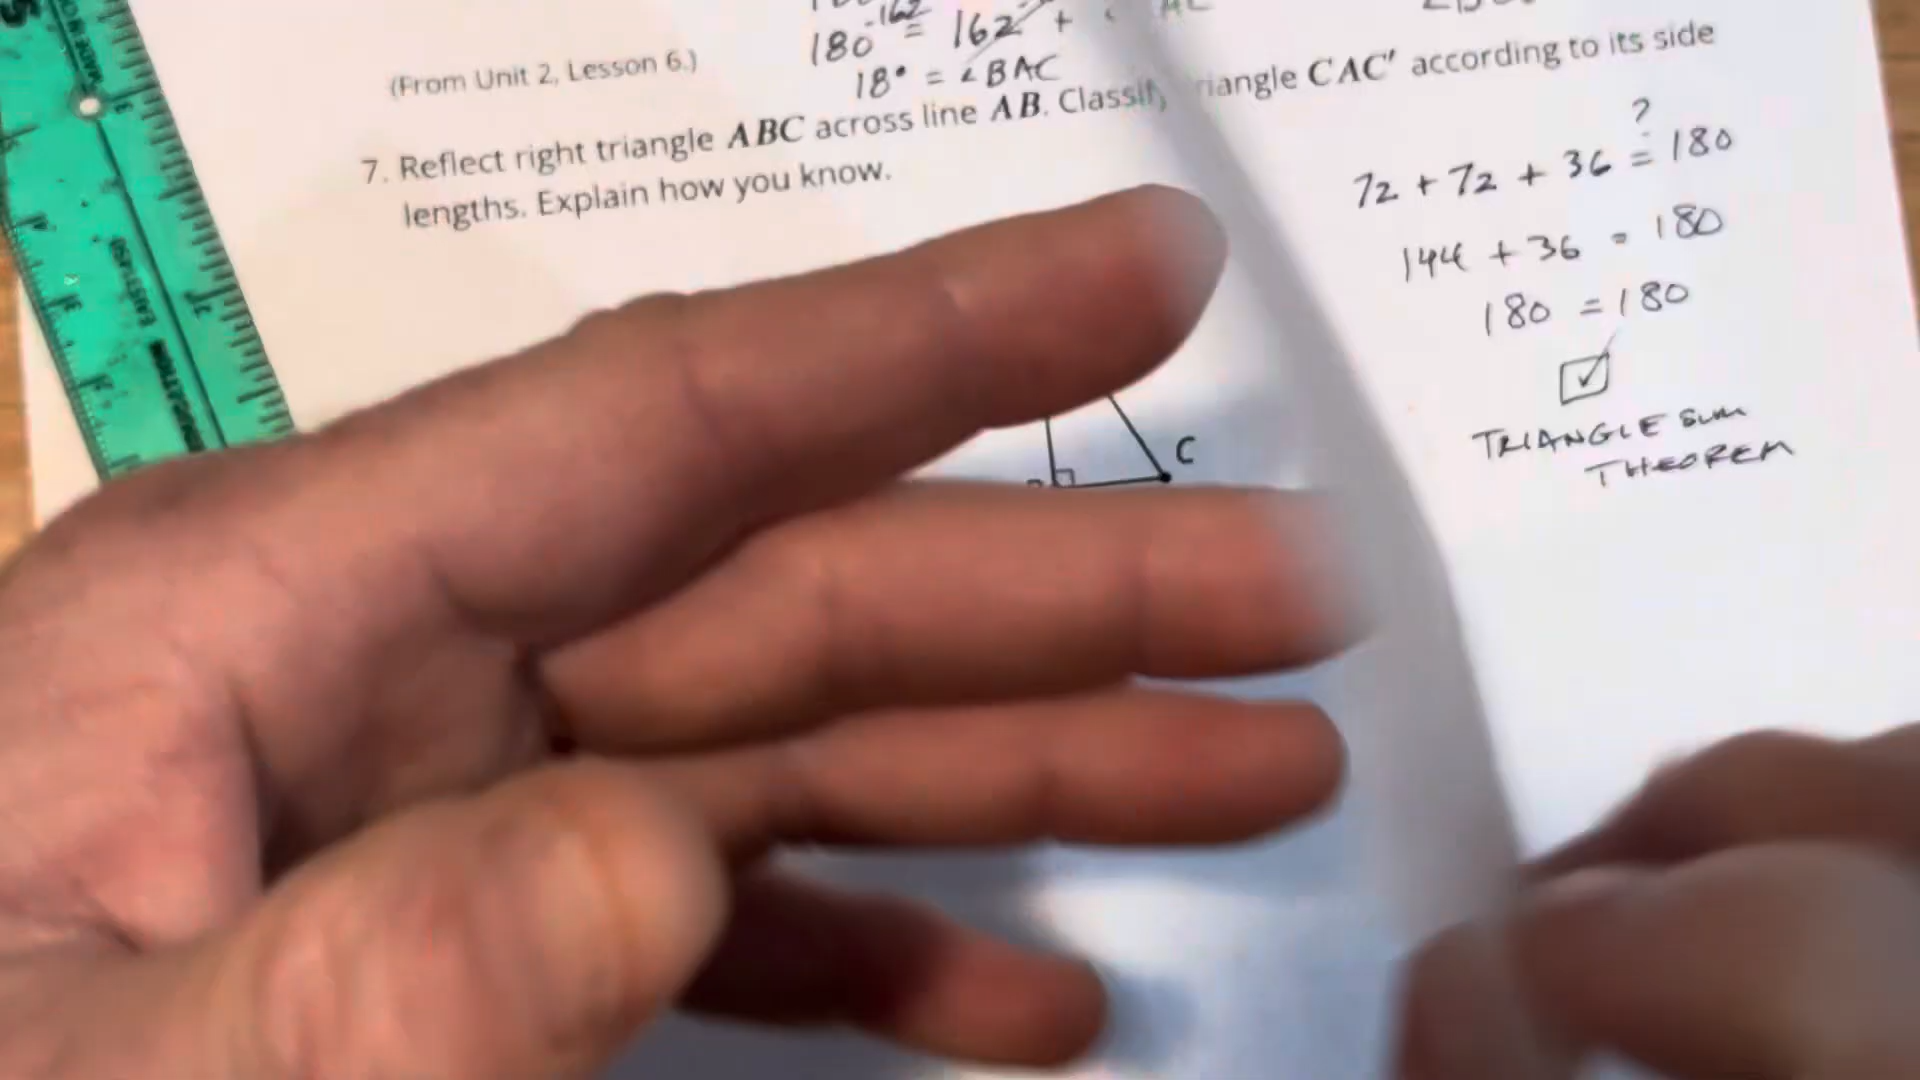 180 -162 = 162 +
(From Unit 2, Lesson 6.)
18° = ∠BAC
7. Reflect right triangle ABC across line AB. Classify CAC' according to its side
lengths. Explain how you know.
?
72 + 72 + 36 = 180
144 + 36 = 180
180 = 180
TRIANGLE SUM
THEOREM
C